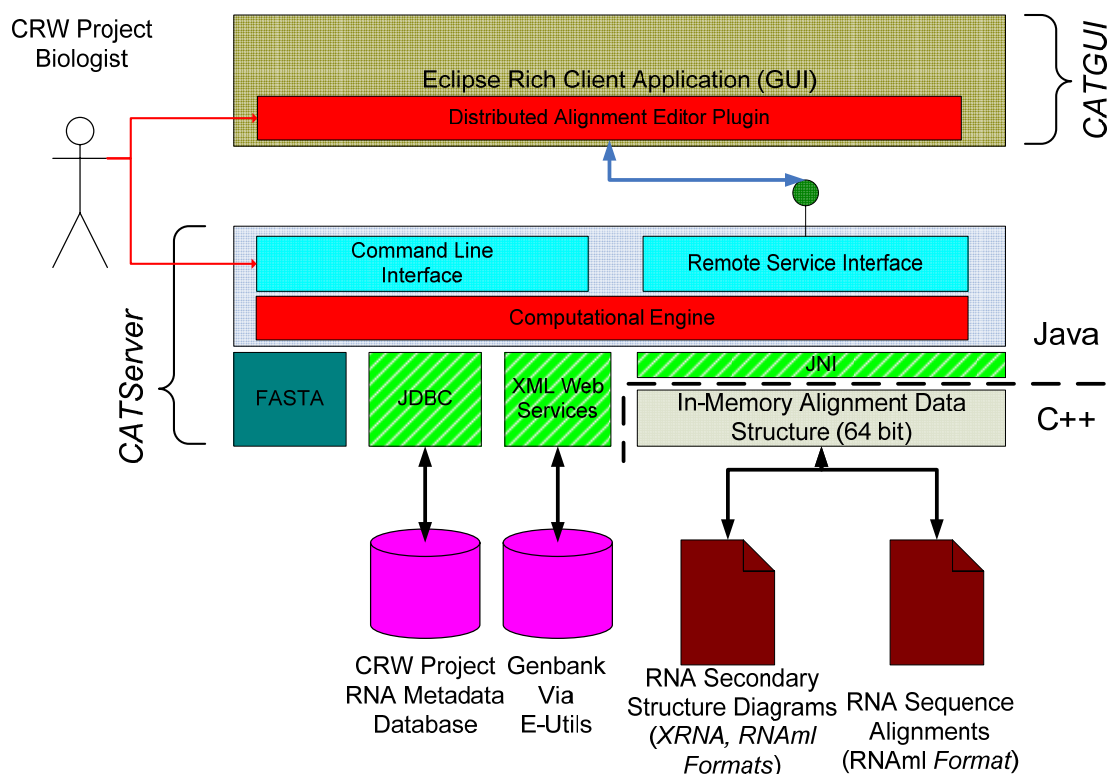 CRW Project
Biologist
Eclipse Rich Client Application (GUI)
Distributed Alignment Editor Plugin
CATGUI
Command Line
Interface
Remote Service Interface
Computational Engine
CATServer
Java
FASTA
JDBC
XML Web
Services
JNI
In-Memory Alignment Data
Structure (64 bit)
C++
CRW Project
RNA Metadata
Database
Genbank
Via
E-Utils
RNA Secondary
Structure Diagrams
(XRNA, RNAml
Formats)
RNA Sequence
Alignments
(RNAml Format)